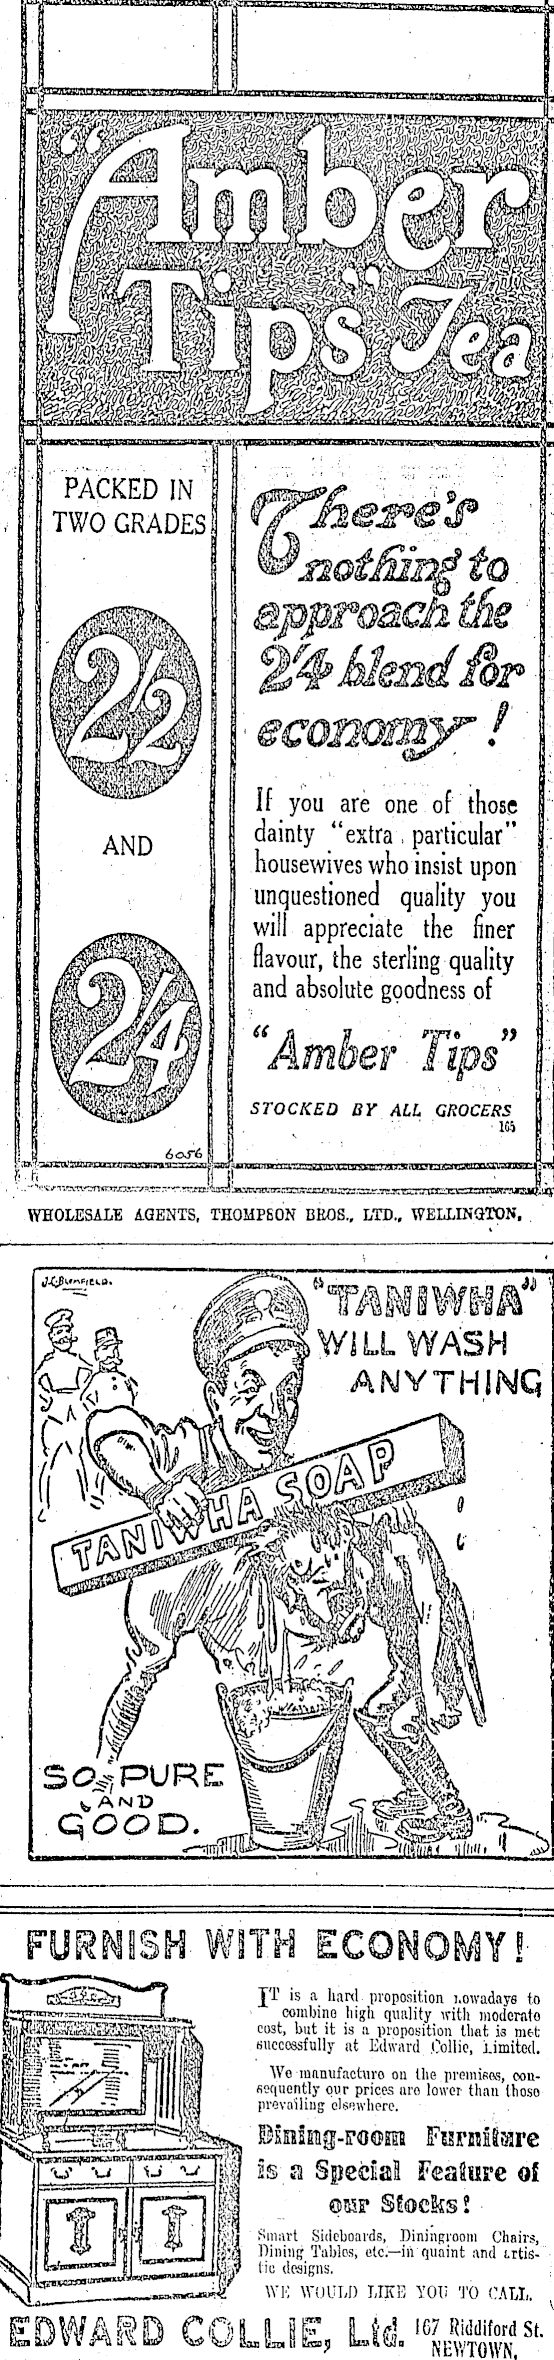 "Amber
Tips" Tea
PACKED IN
TWO GRADES
2/2
AND
2/4
6056
There's
nothing to
approach the
2/4 blend for
economy!
If you are one of those
dainty "extra particular"
housewives who insist upon
unquestioned quality you
will appreciate the finer
flavour, the sterling quality
and absolute goodness of
"Amber Tips"
STOCKED BY ALL GROCERS
165
WHOLESALE AGENTS, THOMPSON BROS., LTD., WELLINGTON.
J.C. BLOMFIELD.
"TANIWHA"
WILL WASH
ANYTHING
TANIWHA SOAP
SO PURE
AND
GOOD.
FURNISH WITH ECONOMY!
IT is a hard proposition nowadays to
combine high quality with moderate
cost, but it is a proposition that is met
successfully at Edward Collie, Limited.
We manufacture on the premises, con-
sequently our prices are lower than those
prevailing elsewhere.
Dining-room Furniture
is a Special Feature of
our Stocks!
Smart Sideboards, Diningroom Chairs,
Dining Tables, etc.—in quaint and artis-
tic designs.
WE WOULD LIKE YOU TO CALL.
EDWARD COLLIE, Ltd. 167 Riddiford St.
NEWTOWN.